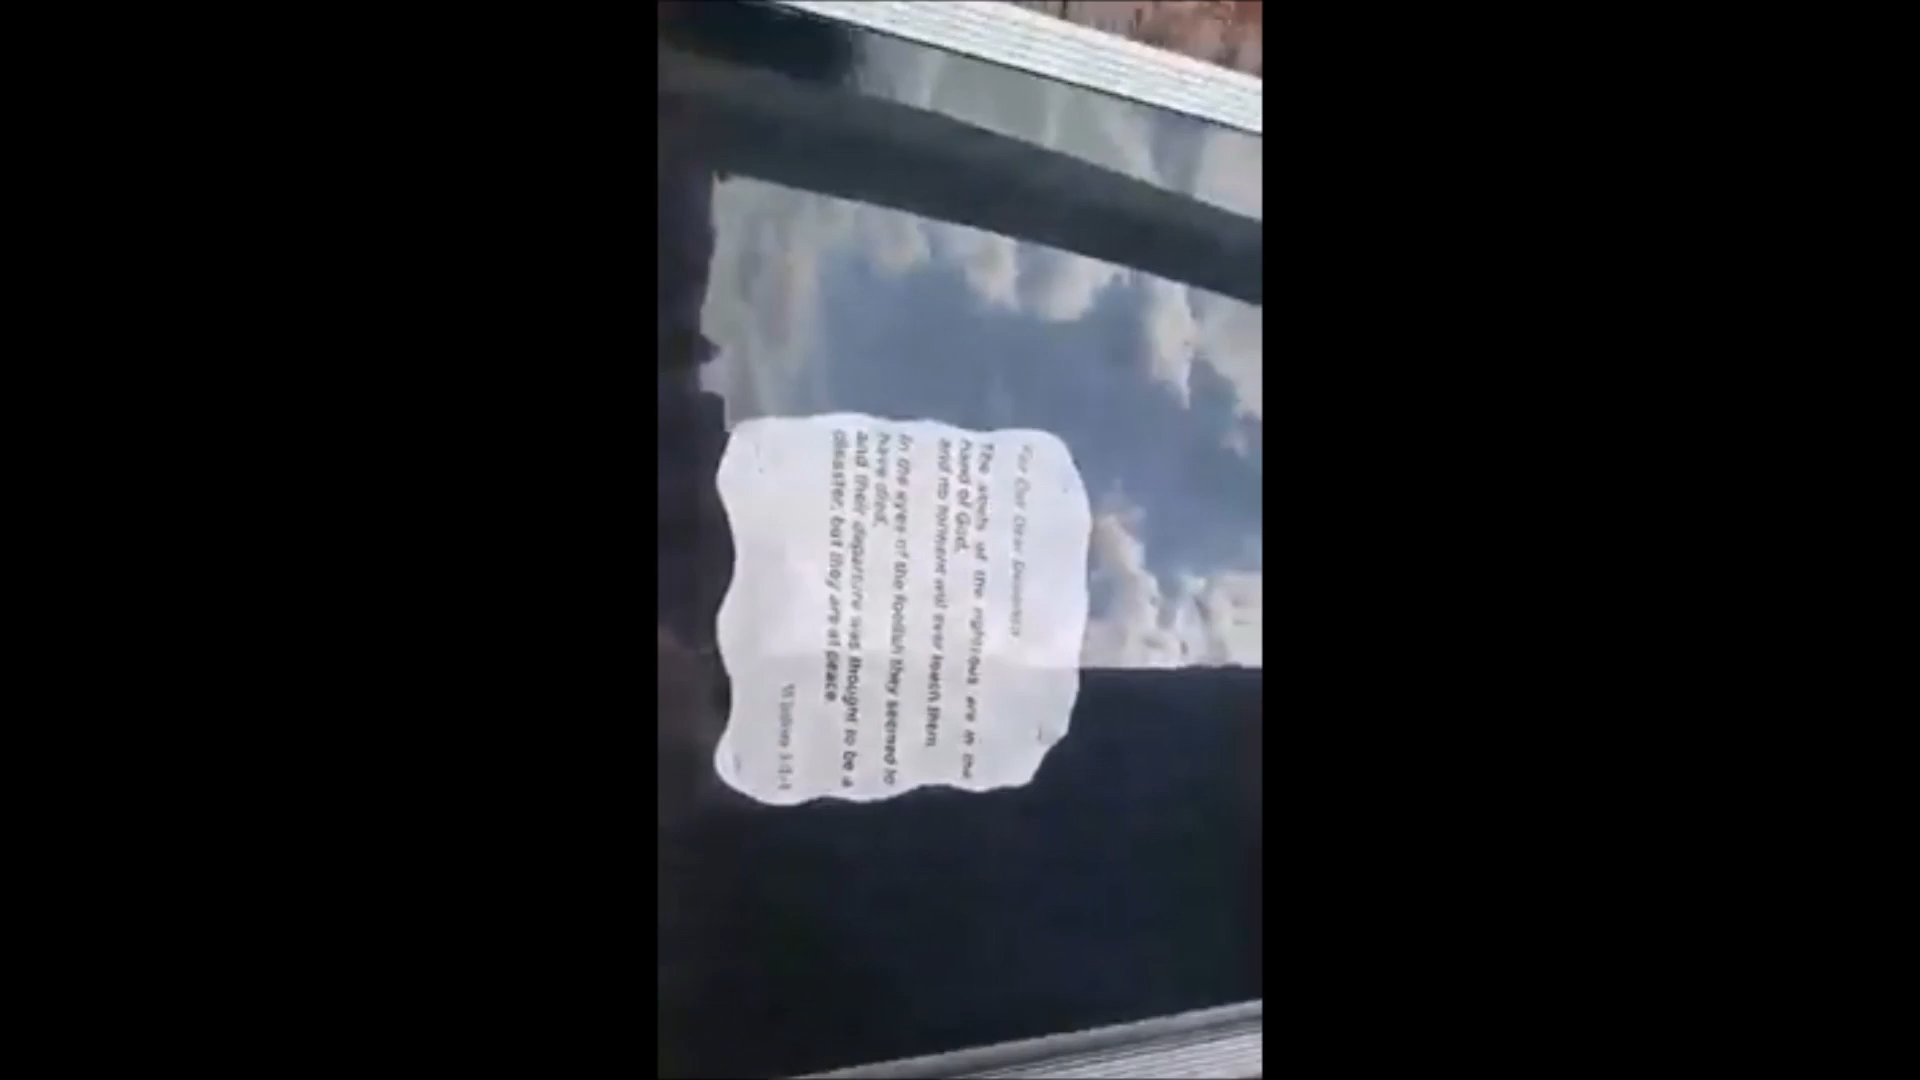 For Our Dear Departed
The souls of the righteous are in the
hand of God,
and no torment will ever touch them.
In the eyes of the foolish they seemed to
have died,
and their departure was thought to be a
disaster, but they are at peace.
Wisdom